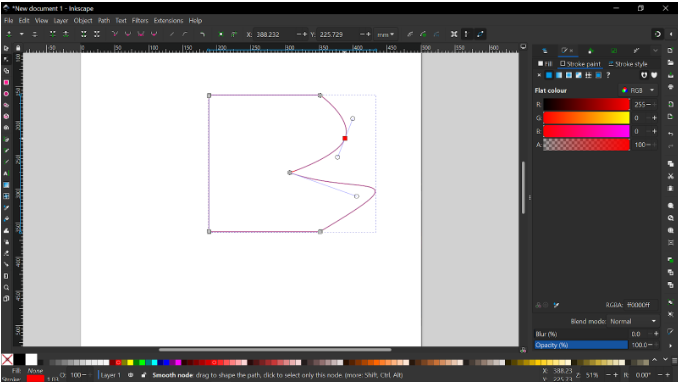 *New document 1 - Inkscape
File Edit View Layer Object Path Text Filters Extensions Help
X: 388.232 Y: 225.729 mm
Fill Stroke paint Stroke style
Flat colour RGB
R: 255
G: 0
B: 0
A: 100
RGBA: ff0000ff
Blend mode: Normal
Blur (%) 0.0
Opacity (%) 100.0
Fill: None
Stroke: 1.03 O: 100 Layer 1 Smooth node: drag to shape the path, click to select only this node. (more: Shift, Ctrl, Alt) X: 388.23 Y: 225.73 Z: 51% R: 0.00°